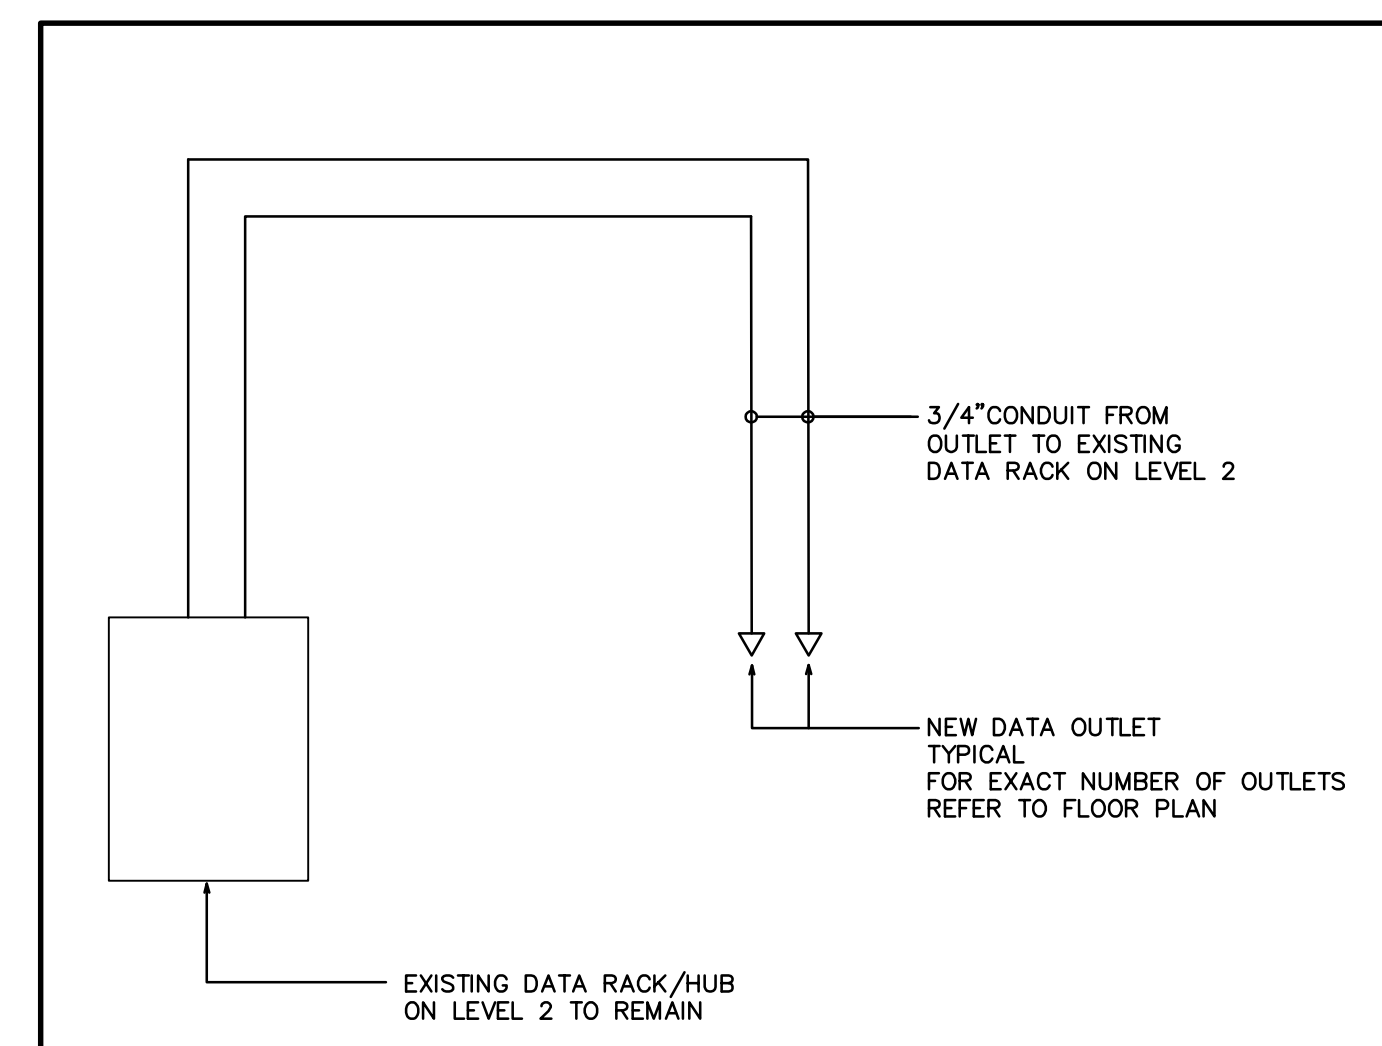 3/4"CONDUIT FROM
OUTLET TO EXISTING
DATA RACK ON LEVEL 2
NEW DATA OUTLET
TYPICAL
FOR EXACT NUMBER OF OUTLETS
REFER TO FLOOR PLAN
EXISTING DATA RACK/HUB
ON LEVEL 2 TO REMAIN